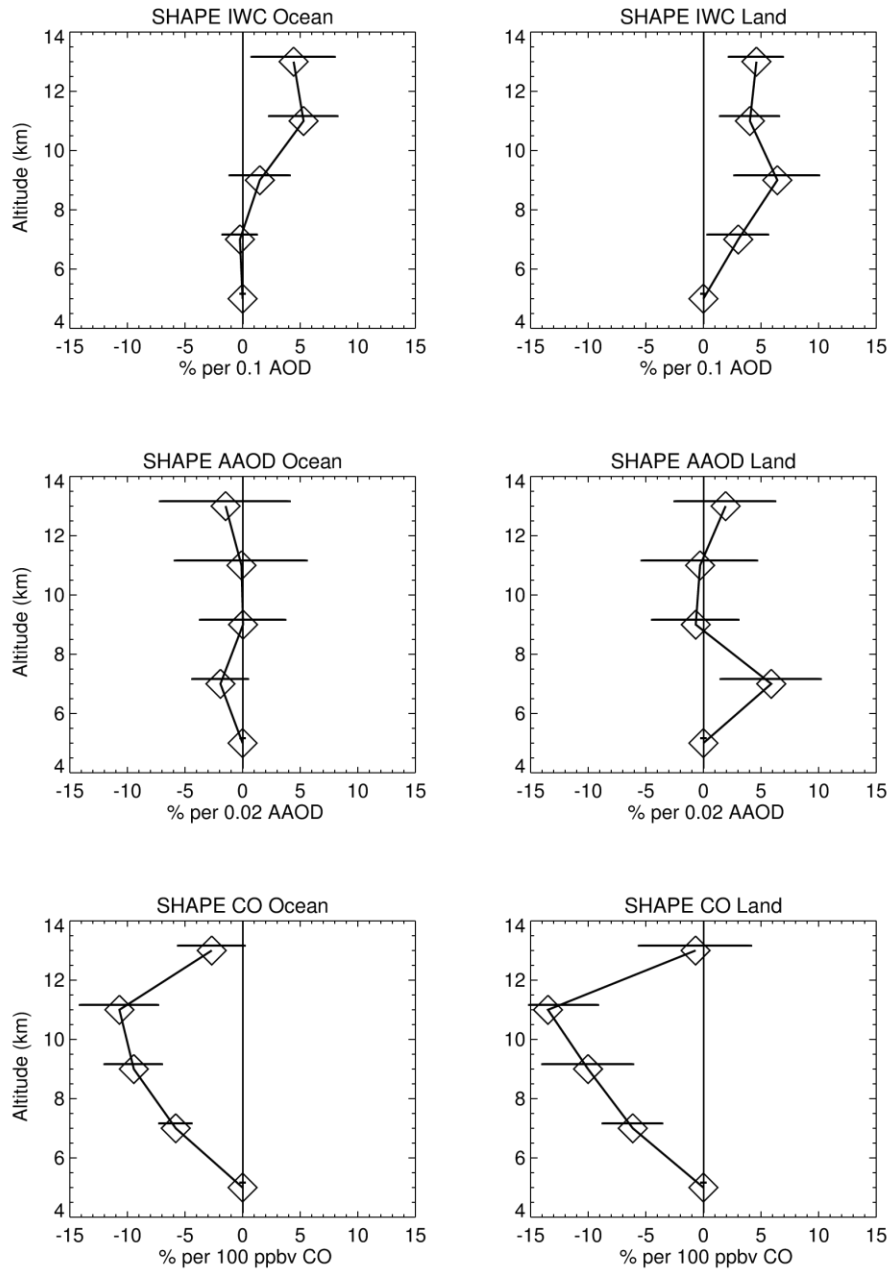 SHAPE IWC Ocean
SHAPE IWC Land
14
12
10
8
6
4
Altitude (km)
-15 -10 -5 0 5 10 15
% per 0.1 AOD
14
12
10
8
6
4
-15 -10 -5 0 5 10 15
% per 0.1 AOD
SHAPE AAOD Ocean
SHAPE AAOD Land
14
12
10
8
6
4
Altitude (km)
-15 -10 -5 0 5 10 15
% per 0.02 AAOD
14
12
10
8
6
4
-15 -10 -5 0 5 10 15
% per 0.02 AAOD
SHAPE CO Ocean
SHAPE CO Land
14
12
10
8
6
4
Altitude (km)
-15 -10 -5 0 5 10 15
% per 100 ppbv CO
14
12
10
8
6
4
-15 -10 -5 0 5 10 15
% per 100 ppbv CO